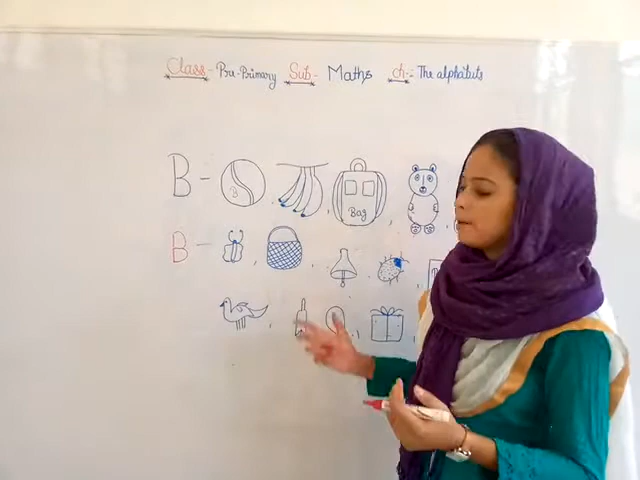 Class- Pre-Primary Sub- Maths ch-: The alphabets
B - B Bag
B -